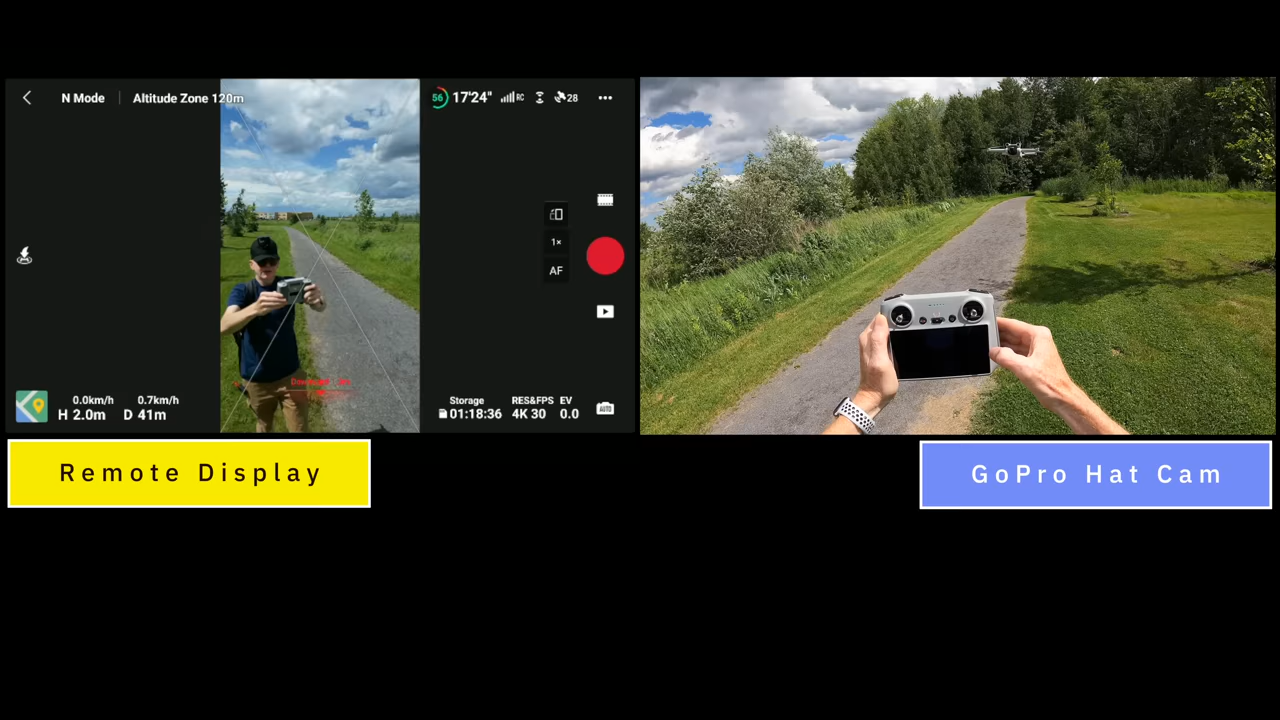 N Mode
Altitude Zone 120m
56 17'24" RC 28
1×
AF
0.0km/h 0.7km/h
H 2.0m D 41m
Storage RES&FPS EV
01:18:36 4K 30 0.0
AUTO
Remote Display
GoPro Hat Cam